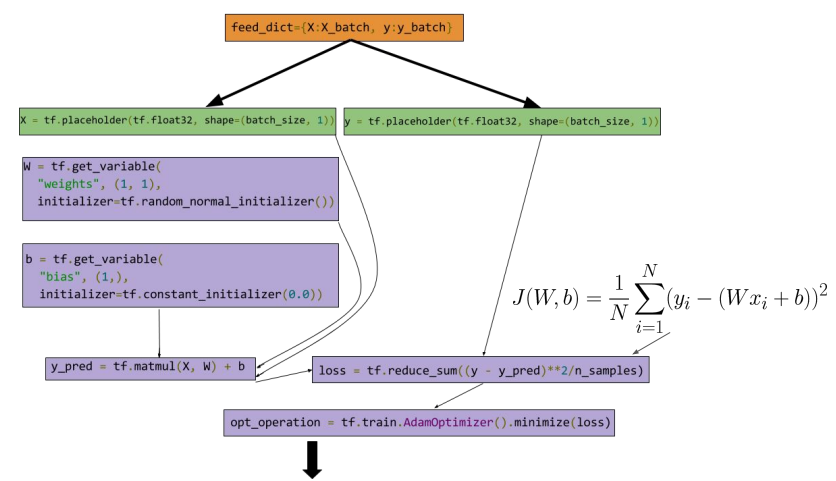 feed_dict={X:X_batch, y:y_batch}
X = tf.placeholder(tf.float32, shape=(batch_size, 1))
y = tf.placeholder(tf.float32, shape=(batch_size, 1))
W = tf.get_variable(
"weights", (1, 1),
initializer=tf.random_normal_initializer())
b = tf.get_variable(
"bias", (1,),
initializer=tf.constant_initializer(0.0))
J(W, b) = \frac{1}{N} \sum_{i=1}^{N} (y_i - (Wx_i + b))^2
y_pred = tf.matmul(X, W) + b
loss = tf.reduce_sum((y - y_pred)**2/n_samples)
opt_operation = tf.train.AdamOptimizer().minimize(loss)